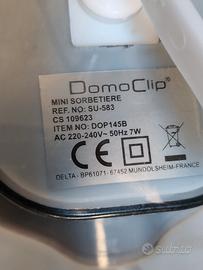 DomoClip®
MINI SORBETIERE
REF. NO: SU-583
CS 109623
ITEM NO: DOP145B
AC 220-240V~ 50Hz 7W
CE
DELTA - BP61071- 67452 MUNDOLSHEIM-FRANCE
subito